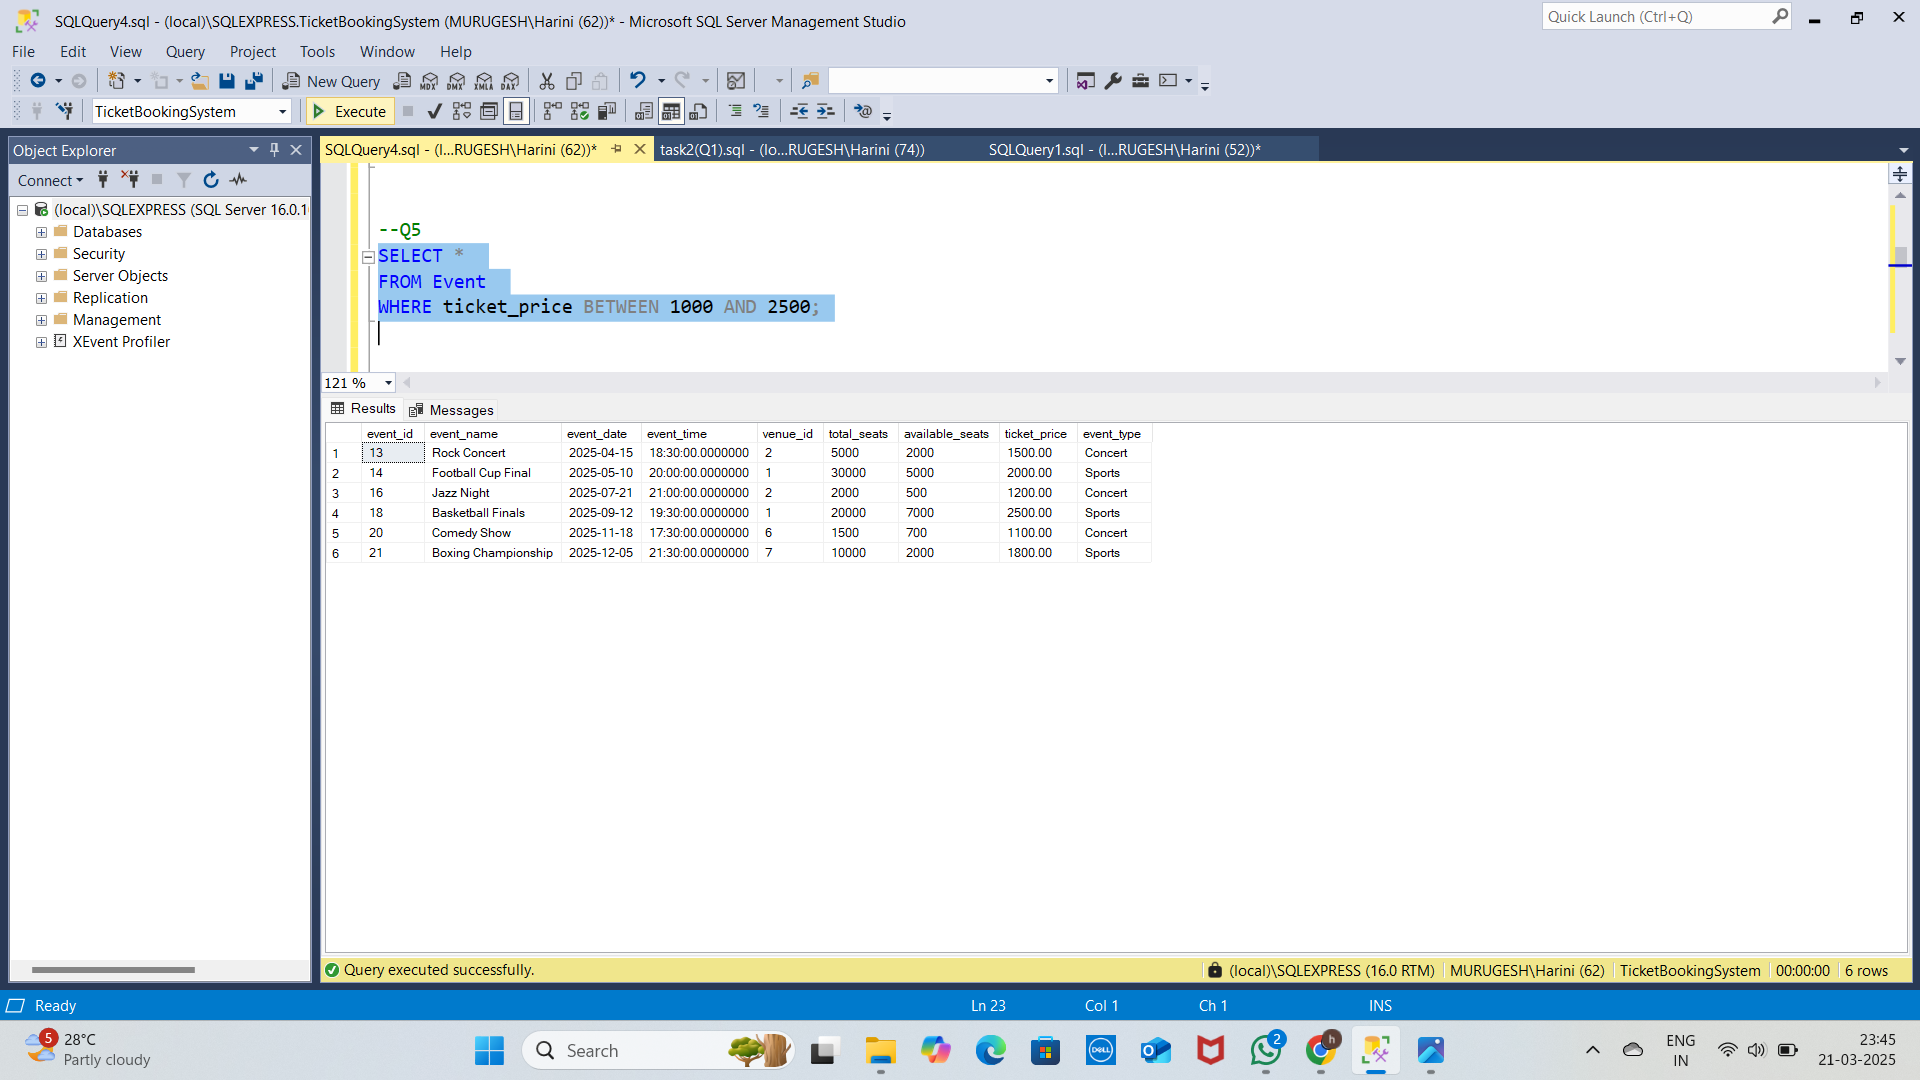 SQLQuery4.sql - (local)\SQLEXPRESS.TicketBookingSystem (MURUGESH\Harini (62))* - Microsoft SQL Server Management Studio
Quick Launch (Ctrl+Q)
File Edit View Query Project Tools Window Help
New Query MDX DMX XMLA DAX
TicketBookingSystem Execute
Object Explorer
SQLQuery4.sql - (l...RUGESH\Harini (62))* task2(Q1).sql - (lo...RUGESH\Harini (74)) SQLQuery1.sql - (l...RUGESH\Harini (52))*
Connect
(local)\SQLEXPRESS (SQL Server 16.0.1
Databases
Security
Server Objects
Replication
Management
XEvent Profiler
--Q5
SELECT *
FROM Event
WHERE ticket_price BETWEEN 1000 AND 2500;
121 %
Results Messages
event_id event_name event_date event_time venue_id total_seats available_seats ticket_price event_type
1 13 Rock Concert 2025-04-15 18:30:00.0000000 2 5000 2000 1500.00 Concert
2 14 Football Cup Final 2025-05-10 20:00:00.0000000 1 30000 5000 2000.00 Sports
3 16 Jazz Night 2025-07-21 21:00:00.0000000 2 2000 500 1200.00 Concert
4 18 Basketball Finals 2025-09-12 19:30:00.0000000 1 20000 7000 2500.00 Sports
5 20 Comedy Show 2025-11-18 17:30:00.0000000 6 1500 700 1100.00 Concert
6 21 Boxing Championship 2025-12-05 21:30:00.0000000 7 10000 2000 1800.00 Sports
Query executed successfully. (local)\SQLEXPRESS (16.0 RTM) MURUGESH\Harini (62) TicketBookingSystem 00:00:00 6 rows
Ready Ln 23 Col 1 Ch 1 INS
5 28°C
Partly cloudy
Search
DELL
2
h
ENG
IN
23:45
21-03-2025